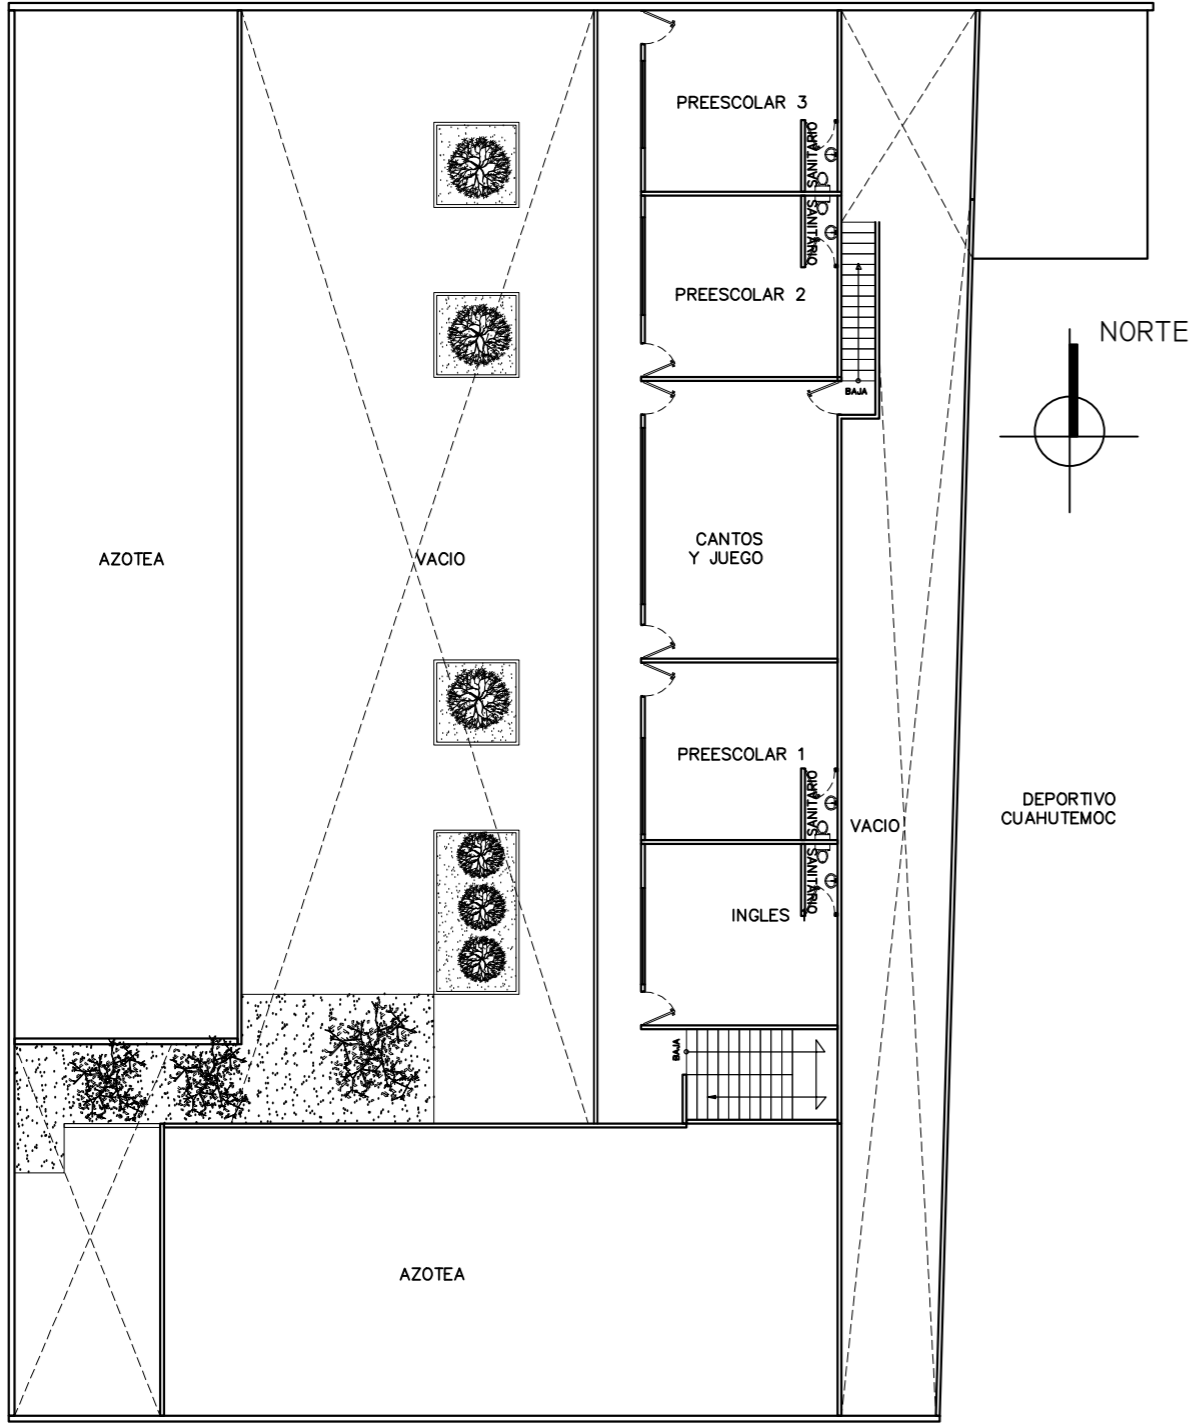 PREESCOLAR 3
SANITARIO
SANITARIO
PREESCOLAR 2
NORTE
BAJA
CANTOS
Y JUEGO
AZOTEA
VACIO
PREESCOLAR 1
SANITARIO
DEPORTIVO
CUAHUTEMOC
VACIO
SANITARIO
INGLES
BAJA
AZOTEA